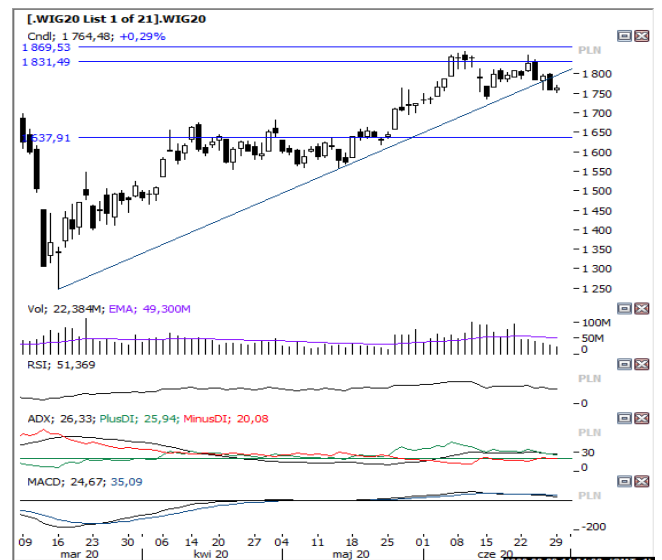 [.WIG20 List 1 of 21].WIG20
Cndl; 1 764,48; +0,29%
1 869,53
PLN
1 831,49
1 800
1 750
1 700
1 650
1 600
1 550
1 500
1 450
1 400
1 350
1 300
1 250
Vol; 22,384M; EMA; 49,300M
100M
50M
0
RSI; 51,369
PLN
0
ADX; 26,33; PlusDI; 25,94; MinusDI; 20,08
PLN
30
0
MACD; 24,67; 35,09
PLN
-200
09 16 23 30 06 14 20 27 04 11 18 25 01 08 15 22 29
mar 20 kwi 20 maj 20 cze 20